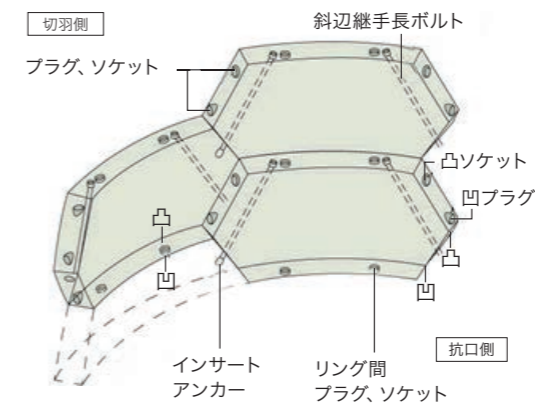 切羽側
斜辺継手長ボルト
プラグ、ソケット
凸ソケット
凹プラグ
凸
凹
凸
凹
抗口側
インサート
アンカー
リング間
プラグ、ソケット